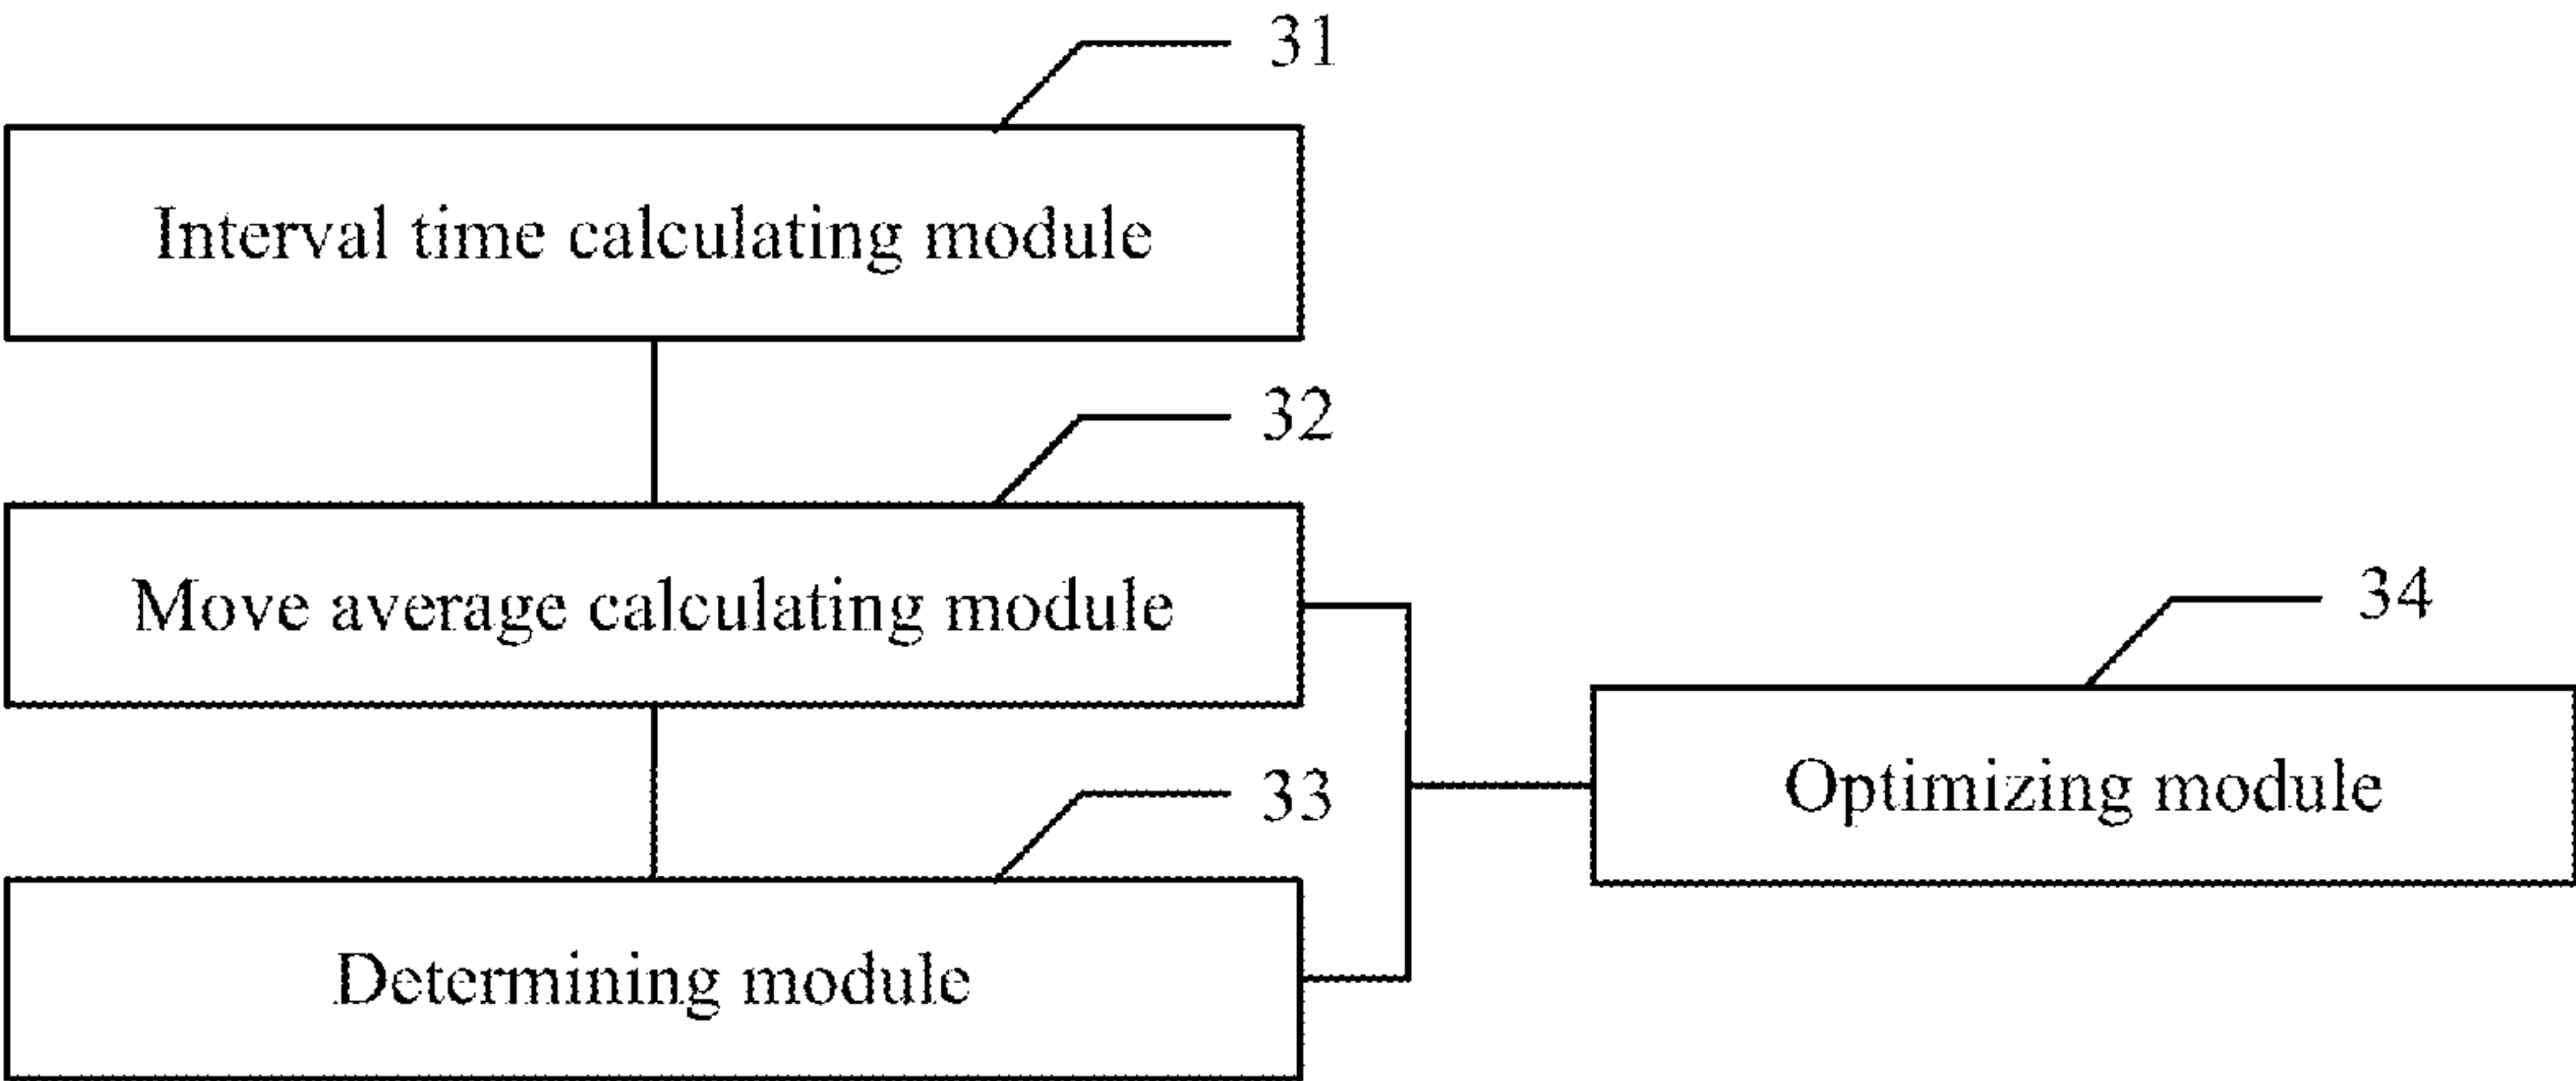 31
Interval time calculating module
32
Move average calculating module
34
33
Optimizing module
Determining module